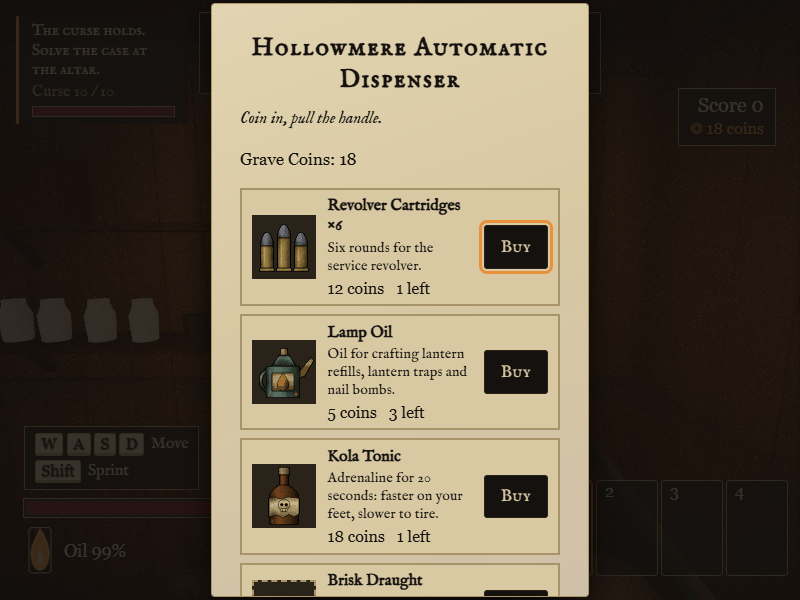 The curse holds.
Solve the case at
the altar.
Curse 10 / 10
Hollowmere Automatic
Dispenser
Coin in, pull the handle.
Grave Coins: 18
Score 0
18 coins
Revolver Cartridges
×6
Six rounds for the
service revolver.
12 coins 1 left
Buy
Lamp Oil
Oil for crafting lantern
refills, lantern traps and
nail bombs.
5 coins 3 left
Buy
Kola Tonic
Adrenaline for 20
seconds: faster on your
feet, slower to tire.
18 coins 1 left
Buy
Brisk Draught
W A S D Move
Shift Sprint
Oil 99%
2 3 4